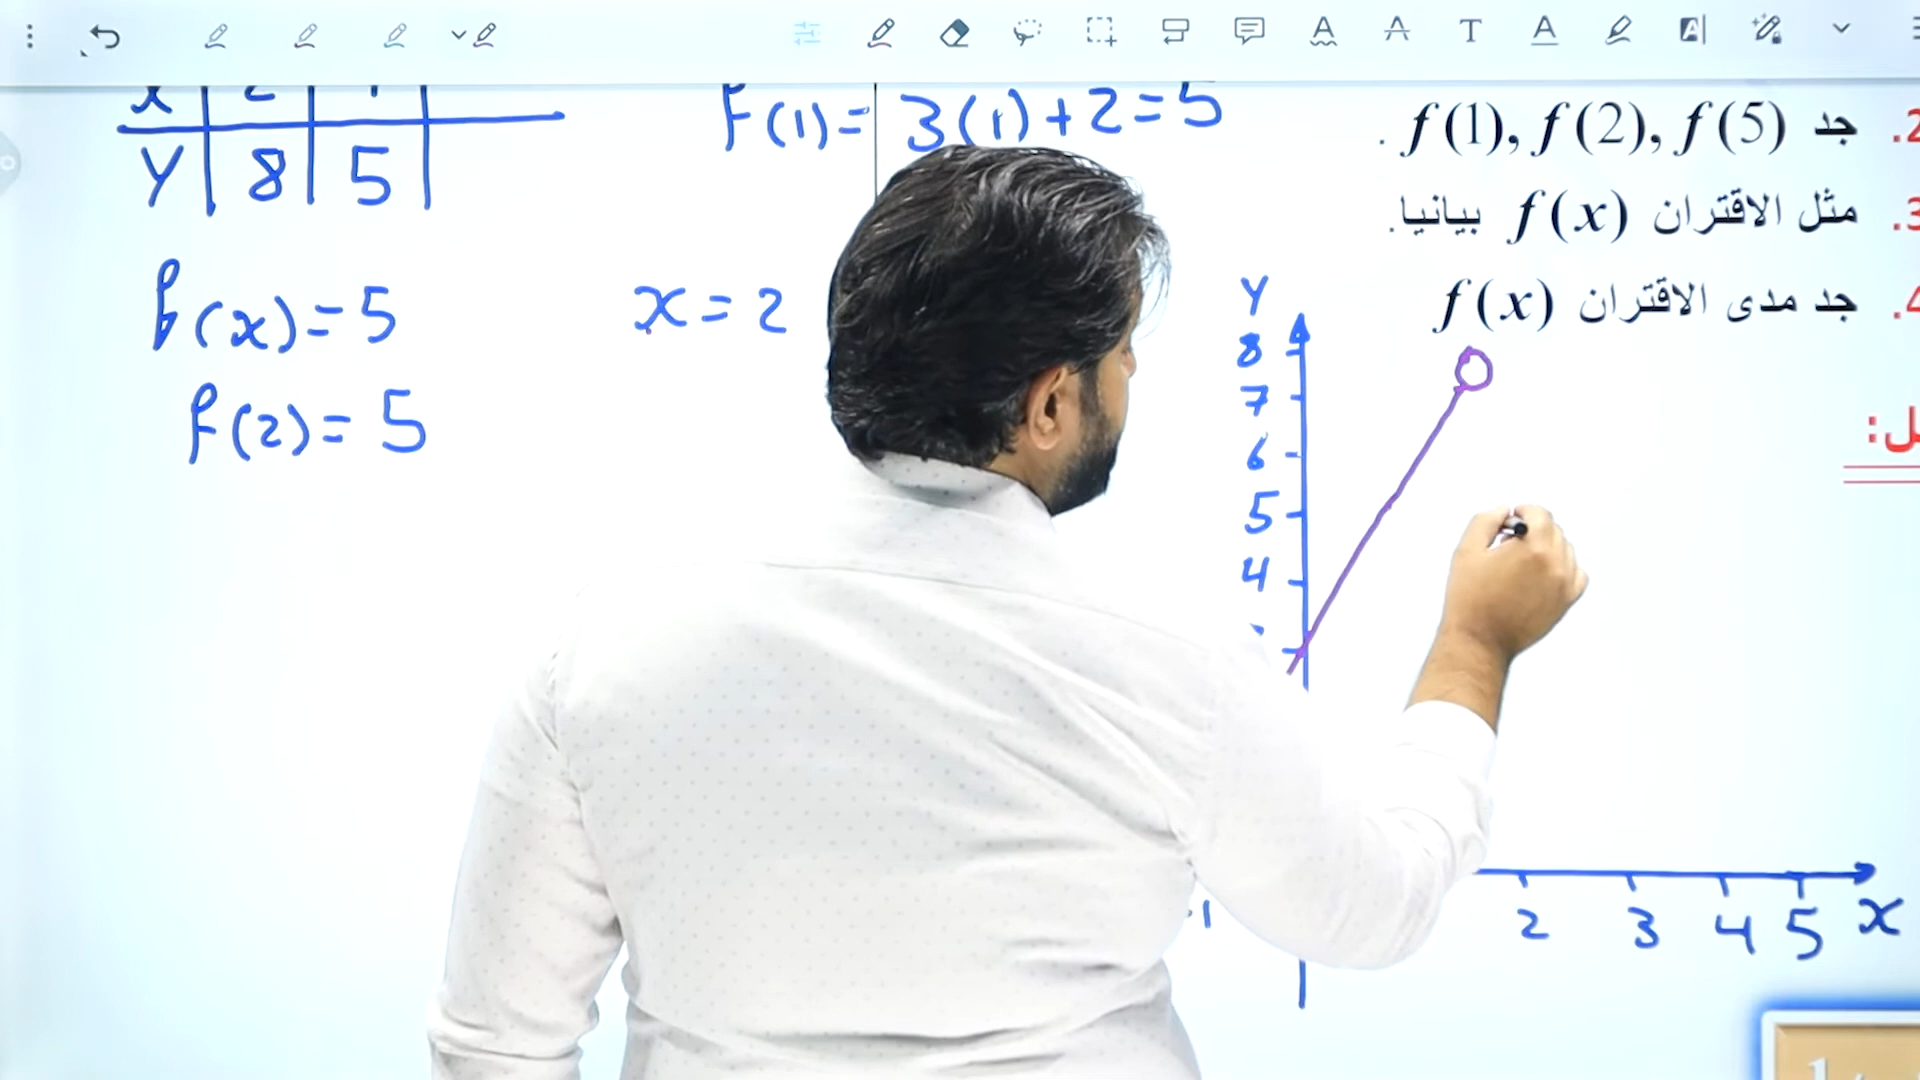 x | 2 | 1
Y | 8 | 5
f(x) = 5
f(2) = 5
F(1) = 3(1) + 2 = 5
x = 2
2. جد f(1), f(2), f(5) .
3. مثل الاقتران f(x) بيانيا.
4. جد مدى الاقتران f(x)
Y
8
7
6
5
4
-1 2 3 4 5 x